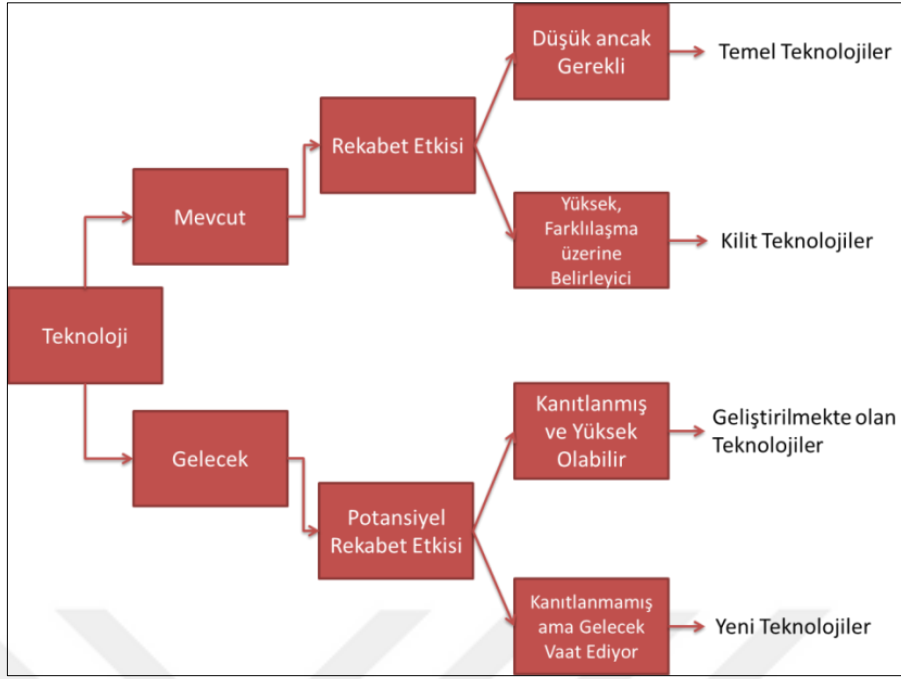 Teknoloji
Mevcut
Rekabet Etkisi
Düşük ancak
Gerekli
Temel Teknolojiler
Yüksek,
Farklılaşma
üzerine
Belirleyici
Kilit Teknolojiler
Gelecek
Potansiyel
Rekabet Etkisi
Kanıtlanmış
ve Yüksek
Olabilir
Geliştirilmekte olan
Teknolojiler
Kanıtlanmamış
ama Gelecek
Vaat Ediyor
Yeni Teknolojiler